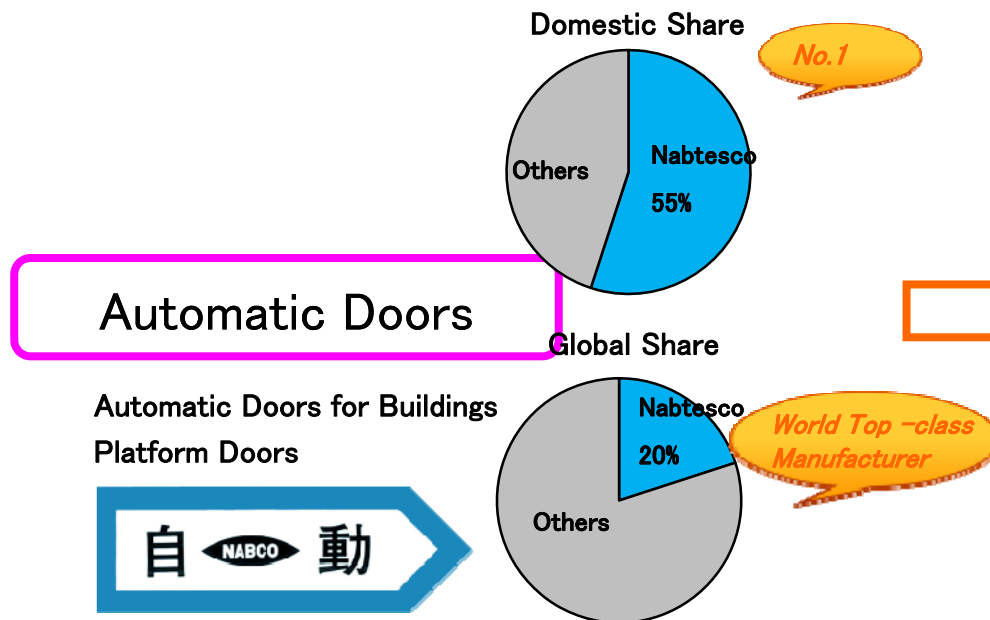 Domestic Share
No.1
Others
Nabtesco
55%
Automatic Doors
Global Share
Automatic Doors for Buildings
Platform Doors
Nabtesco
20%
Others
World Top -class
Manufacturer
自 NABCO 動